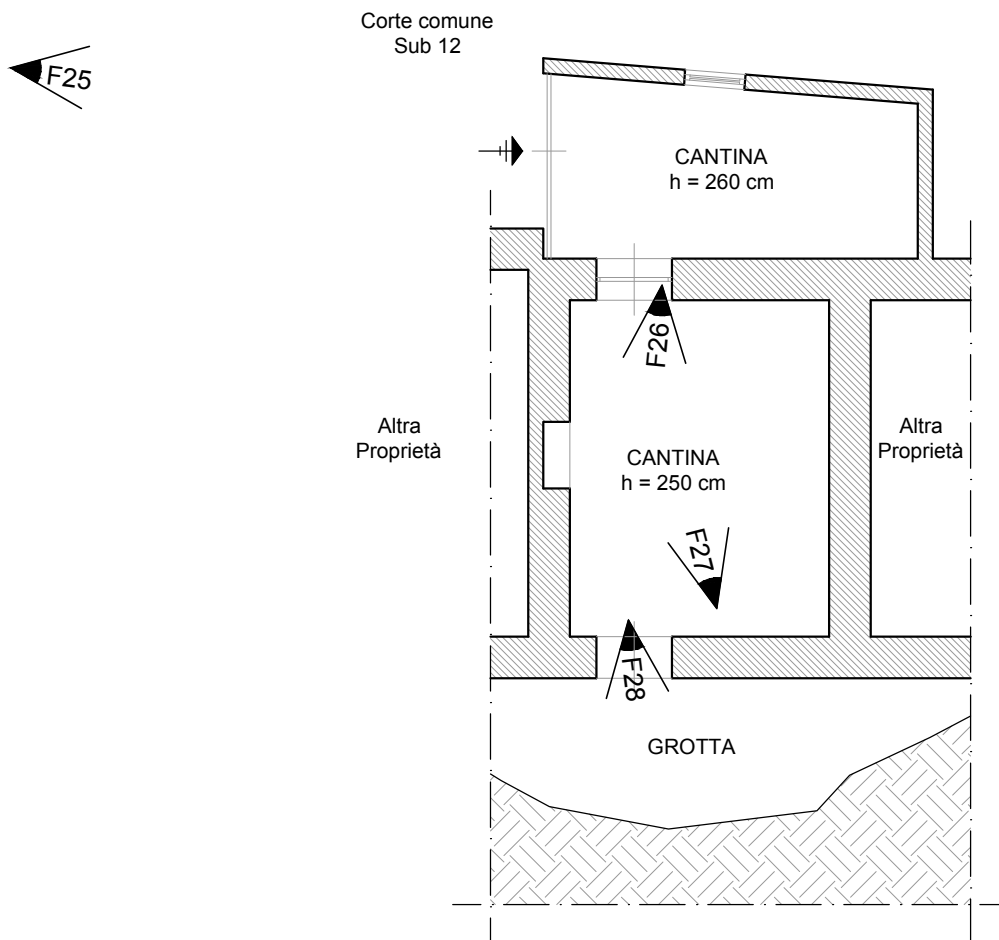 Corte comune
Sub 12
F25
CANTINA
h = 260 cm
F26
Altra
Proprietà
CANTINA
h = 250 cm
Altra
Proprietà
F27
F28
GROTTA